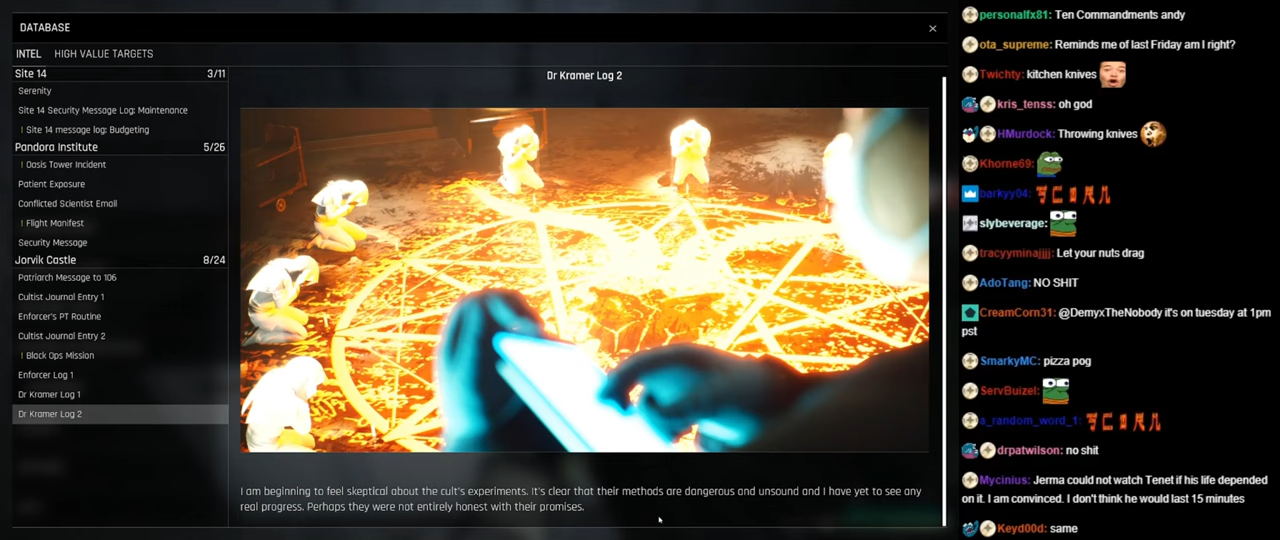 DATABASE
INTEL HIGH VALUE TARGETS
Site 14 3/11
Serenity
Site 14 Security Message Log: Maintenance
! Site 14 message log: Budgeting
Pandora Institute 5/26
! Oasis Tower Incident
Patient Exposure
Conflicted Scientist Email
! Flight Manifest
Security Message
Jorvik Castle 8/24
Patriarch Message to 106
Cultist Journal Entry 1
Enforcer's PT Routine
Cultist Journal Entry 2
! Black Ops Mission
Enforcer Log 1
Dr Kramer Log 1
Dr Kramer Log 2
Dr Kramer Log 2
I am beginning to feel skeptical about the cult's experiments. It's clear that their methods are dangerous and unsound and I have yet to see any
real progress. Perhaps they were not entirely honest with their promises.
personalfx81: Ten Commandments andy
ota_supreme: Reminds me of last Friday am I right?
Twichty: kitchen knives
kris_tenss: oh god
HMurdock: Throwing knives
Khorne69:
barkyy04:
slybeverage:
tracyyminajjjj: Let your nuts drag
AdoTang: NO SHIT
CreamCorn31: @DemyxTheNobody it's on tuesday at 1pm
pst
SmarkyMC: pizza pog
ServBuizel:
a_random_word_1:
drpatwilson: no shit
Mycinius: Jerma could not watch Tenet if his life depended
on it. I am convinced. I don't think he would last 15 minutes
Keyd00d: same